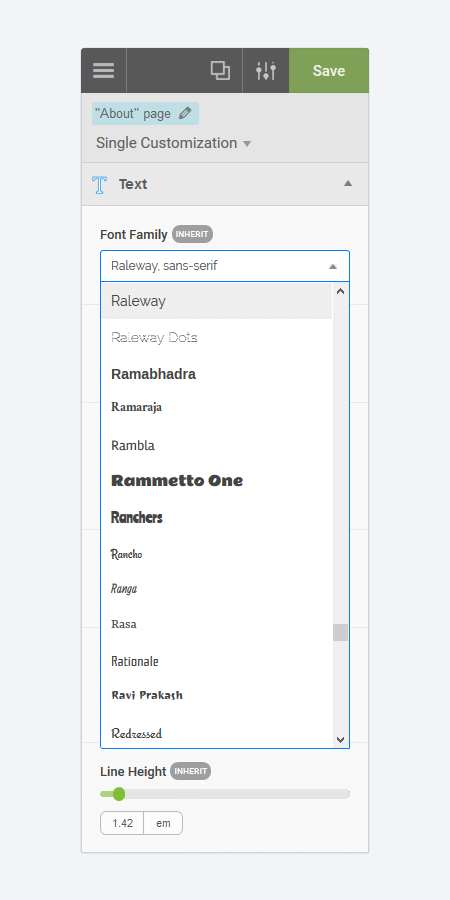 Save
"About" page
Single Customization
Text
Font Family INHERIT
Raleway, sans-serif
Raleway
Raleway Dots
Ramabhadra
Ramaraja
Rambla
Rammetto One
Ranchers
Rancho
Ranga
Rasa
Rationale
Ravi Prakash
Redressed
Line Height INHERIT
1.42 em